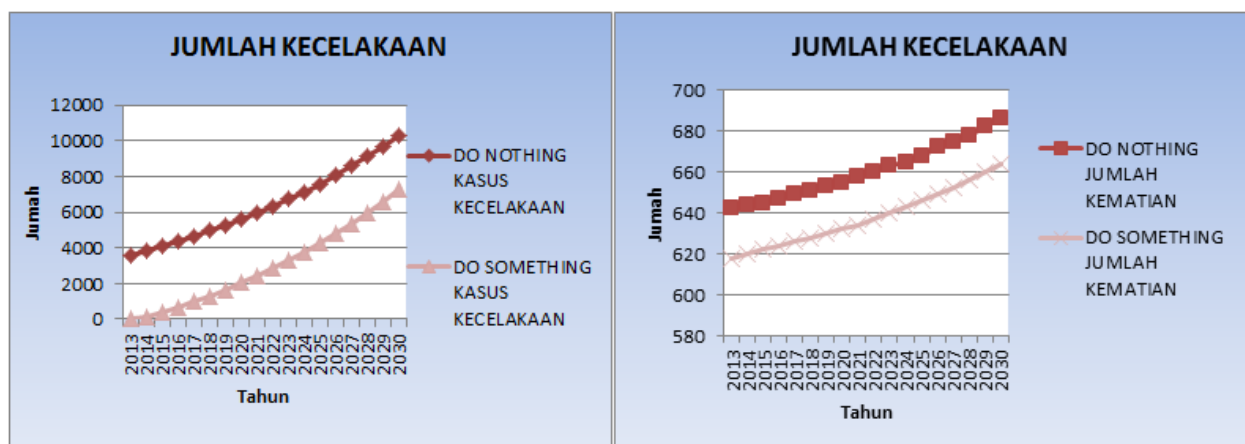 JUMLAH KECELAKAAN
Jumlah
12000
10000
8000
6000
4000
2000
0
2013
2014
2015
2016
2017
2018
2019
2020
2021
2022
2023
2024
2025
2026
2027
2028
2029
2030
Tahun
DO NOTHING
KASUS
KECELAKAAN
DO SOMETHING
KASUS
KECELAKAAN
JUMLAH KECELAKAAN
Jumlah
700
680
660
640
620
600
580
2013
2014
2015
2016
2017
2018
2019
2020
2021
2022
2023
2024
2025
2026
2027
2028
2029
2030
Tahun
DO NOTHING
JUMLAH
KEMATIAN
DO SOMETHING
JUMLAH
KEMATIAN